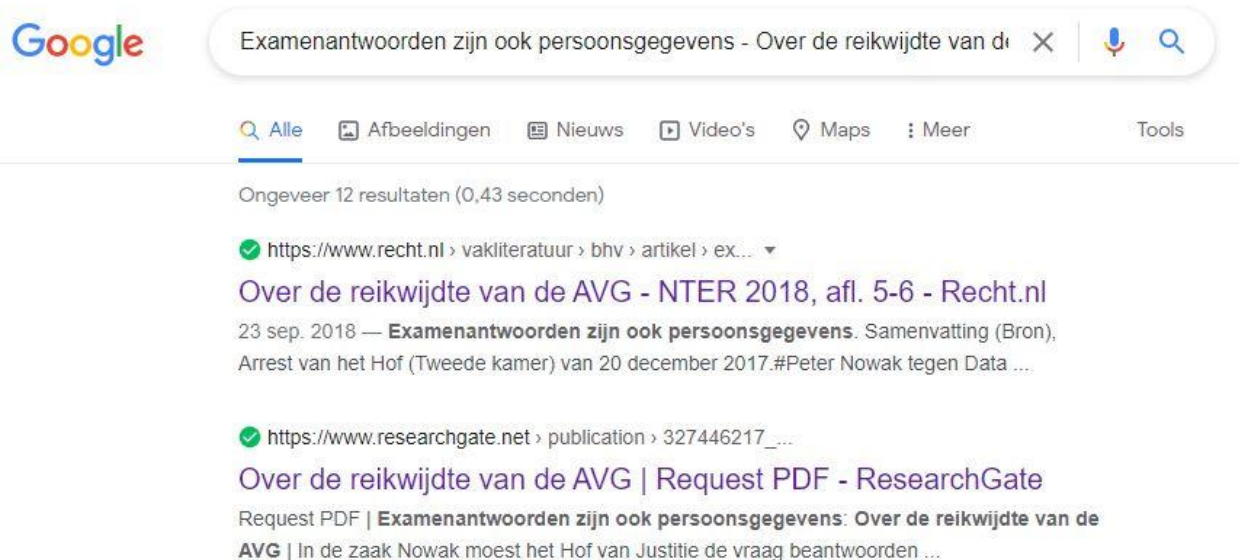 Google
Examenantwoorden zijn ook persoonsgegevens - Over de reikwijdte van de
Alle Afbeeldingen Nieuws Video's Maps Meer Tools
Ongeveer 12 resultaten (0,43 seconden)
https://www.recht.nl › vakliteratuur › bhv › artikel › ex...
Over de reikwijdte van de AVG - NTER 2018, afl. 5-6 - Recht.nl
23 sep. 2018 — Examenantwoorden zijn ook persoonsgegevens. Samenvatting (Bron),
Arrest van het Hof (Tweede kamer) van 20 december 2017.#Peter Nowak tegen Data ...
https://www.researchgate.net › publication › 327446217_...
Over de reikwijdte van de AVG | Request PDF - ResearchGate
Request PDF | Examenantwoorden zijn ook persoonsgegevens: Over de reikwijdte van de
AVG | In de zaak Nowak moest het Hof van Justitie de vraag beantwoorden ...